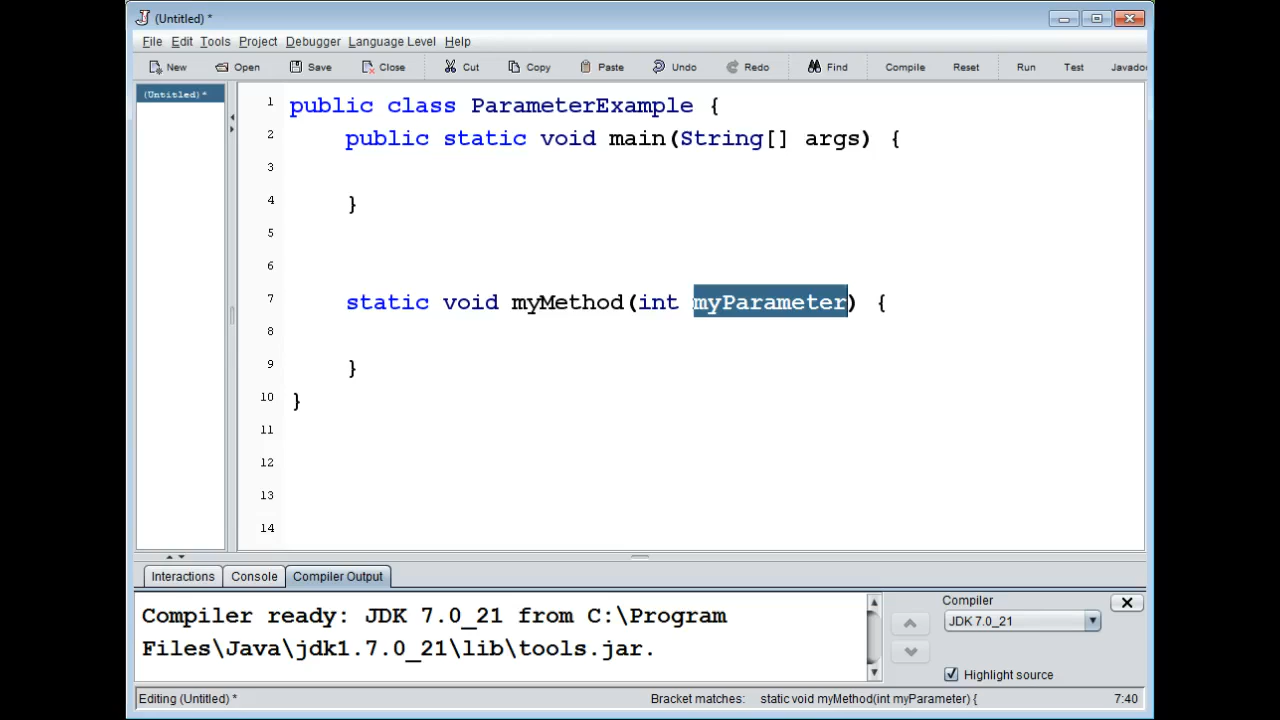 (Untitled) *
File Edit Tools Project Debugger Language Level Help
New Open Save Close Cut Copy Paste Undo Redo Find Compile Reset Run Test Javado
(Untitled) *
1 public class ParameterExample {
2 public static void main(String[] args) {
3
4 }
5
6
7 static void myMethod(int myParameter) {
8
9 }
10 }
11
12
13
14
Interactions Console Compiler Output
Compiler ready: JDK 7.0_21 from C:\Program
Files\Java\jdk1.7.0_21\lib\tools.jar.
Compiler
JDK 7.0_21
Highlight source
Editing (Untitled) * Bracket matches: static void myMethod(int myParameter) { 7:40